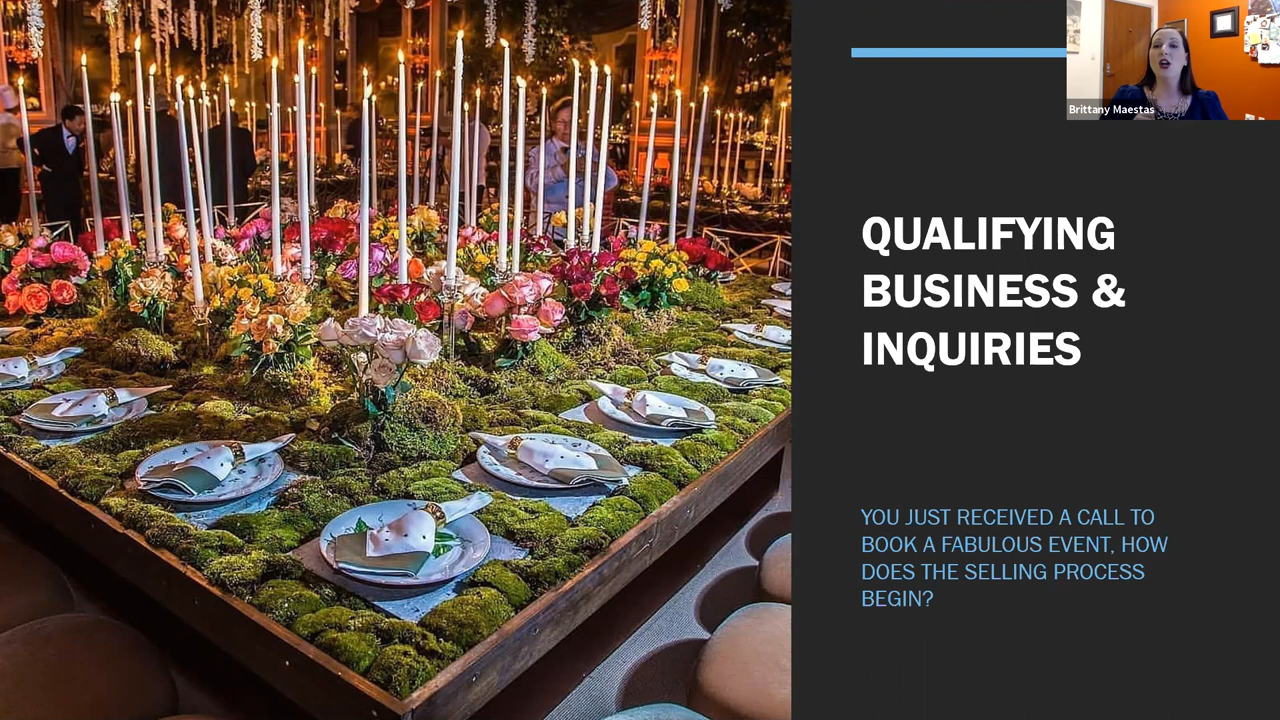 Brittany Maestas
QUALIFYING
BUSINESS &
INQUIRIES
YOU JUST RECEIVED A CALL TO
BOOK A FABULOUS EVENT, HOW
DOES THE SELLING PROCESS
BEGIN?